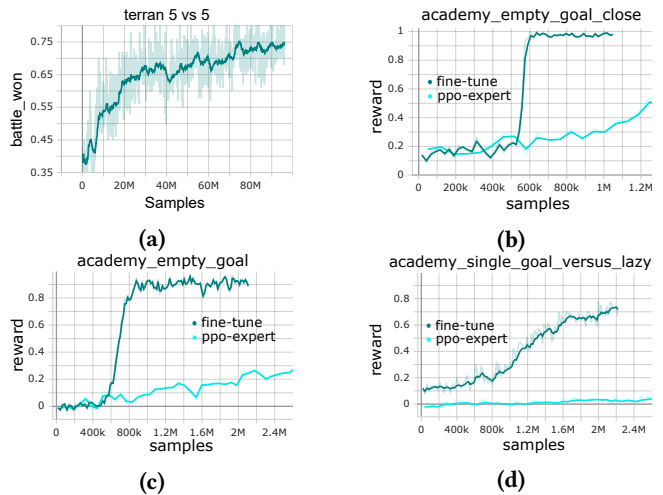 terran 5 vs 5
battle_won
0.75
0.65
0.55
0.45
0.35
0
20M
40M
60M
80M
Samples
(a)
academy_empty_goal_close
reward
1
0.8
0.6
0.4
0.2
0
fine-tune
ppo-expert
200k
400k
600k
800k
1M
1.2M
samples
(b)
academy_empty_goal
reward
0.8
0.6
0.4
0.2
0
fine-tune
ppo-expert
0
400k
800k
1.2M
1.6M
2M
2.4M
samples
(c)
academy_single_goal_versus_lazy
reward
0.8
0.6
0.4
0.2
0
fine-tune
ppo-expert
0
400k
800k
1.2M
1.6M
2M
2.4M
samples
(d)